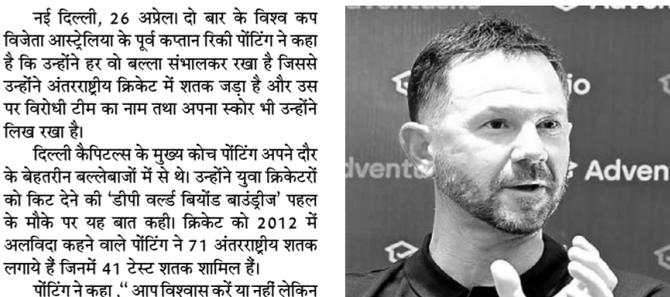 नई दिल्ली, 26 अप्रेल। दो बार के विश्व कप
विजेता आस्ट्रेलिया के पूर्व कप्तान रिकी पोंटिंग ने कहा
है कि उन्होंने हर वो बल्ला संभालकर रखा है जिससे
उन्होंने अंतरराष्ट्रीय क्रिकेट में शतक जड़ा है और उस
पर विरोधी टीम का नाम तथा अपना स्कोर भी उन्होंने
लिख रखा है।
दिल्ली कैपिटल्स के मुख्य कोच पोंटिंग अपने दौर
के बेहतरीन बल्लेबाजों में से थे। उन्होंने युवा क्रिकेटरों
को किट देने की ‘डीपी वर्ल्ड बियोंड बाउंड्रीज’ पहल
के मौके पर यह बात कही। क्रिकेट को 2012 में
अलविदा कहने वाले पोंटिंग ने 71 अंतरराष्ट्रीय शतक
लगाये हैं जिनमें 41 टेस्ट शतक शामिल हैं।
पोंटिंग ने कहा ,‘‘ आप विश्वास करें या नहीं लेकिन
io
Advent
Adven